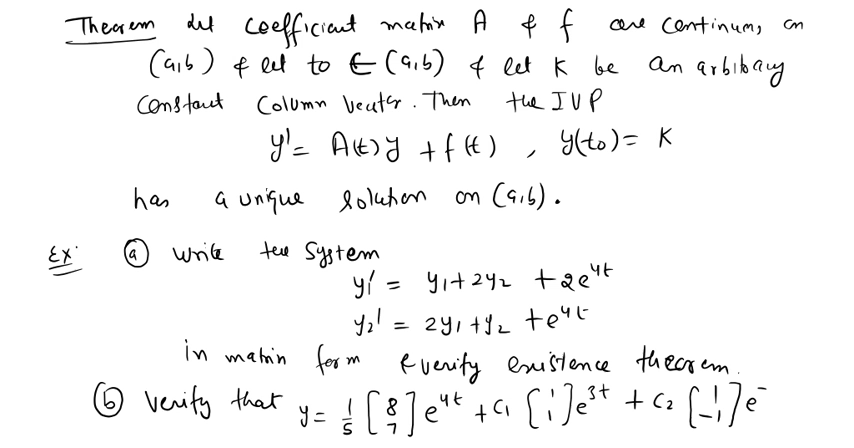 Theorem let coefficient matrix A & f are continuous on
(a,b) & let to ∈ (a,b) & let K be an arbitrary
constant column vector. Then the IVP
y' = A(t)y + f(t) , y(to) = K
has a unique solution on (a,b).
Ex: (a) write the system
y1' = y1 + 2y2 + 2e^4t
y2' = 2y1 + y2 + e^4t
in matrix form & verify existence theorem.
(b) Verify that y = 1/5 [8 7] e^4t + c1 [1 1] e^3t + c2 [1 -1] e^-